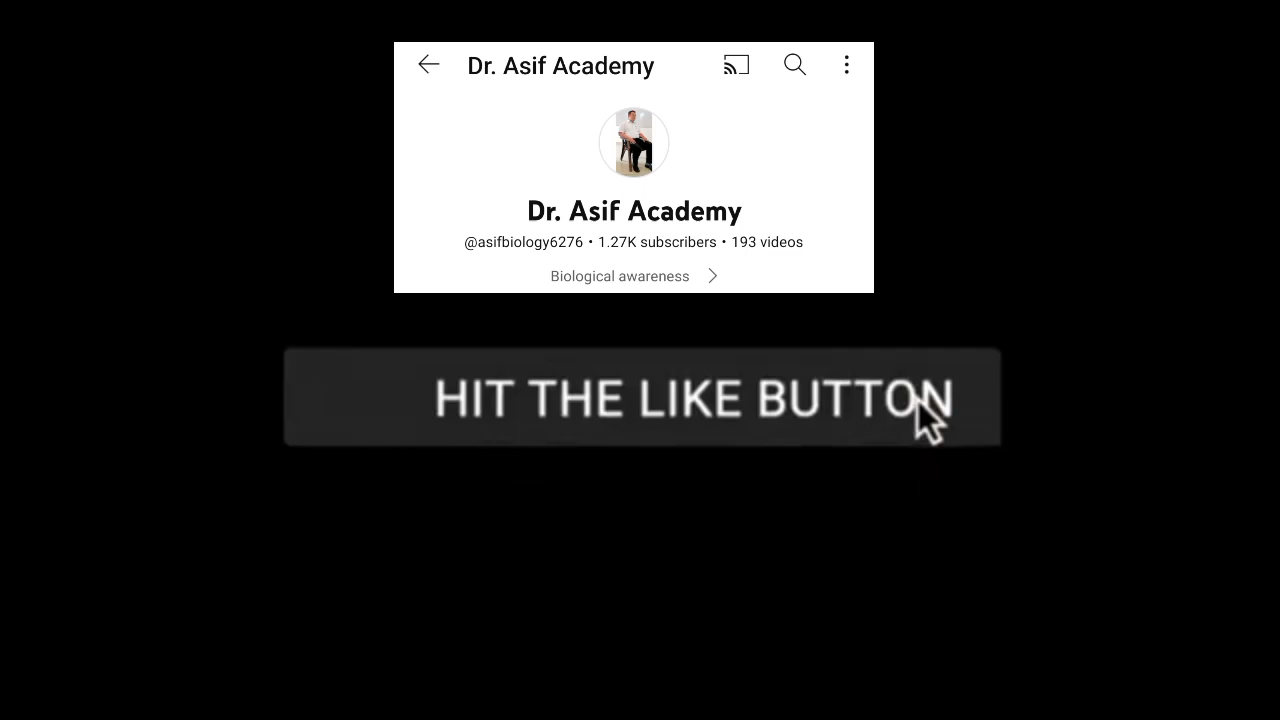 Dr. Asif Academy
Dr. Asif Academy
@asifbiology6276 • 1.27K subscribers • 193 videos
Biological awareness
HIT THE LIKE BUTTON